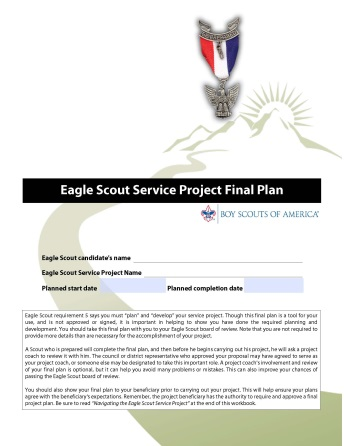 Eagle Scout Service Project Final Plan
BOY SCOUTS OF AMERICA®
Eagle Scout candidate's name
Eagle Scout Service Project Name
Planned start date Planned completion date
Eagle Scout requirement 5 says you must "plan" and "develop" your service project. Though this final plan is a tool for your
use, and is not approved or signed, it is important in helping to show you have done the required planning and
development. You should take this final plan with you to your Eagle Scout board of review. Note that you are not required to
provide more details than are necessary for the accomplishment of your project.
A Scout who is prepared will complete the final plan, and then before he begins carrying out his project, he will ask a project
coach to review it with him. The council or district representative who approved your proposal may have agreed to serve as
your project coach, or someone else may be designated to take this important role. A project coach's involvement and review
of your final plan is optional, but it can help you avoid many problems or mistakes. This can also improve your chances of
passing the Eagle Scout board of review.
You should also show your final plan to your beneficiary prior to carrying out your project. This will help ensure your plans
agree with the beneficiary's expectations. Remember, the project beneficiary has the authority to require and approve a final
project plan. Be sure to read "Navigating the Eagle Scout Service Project" at the end of this workbook.